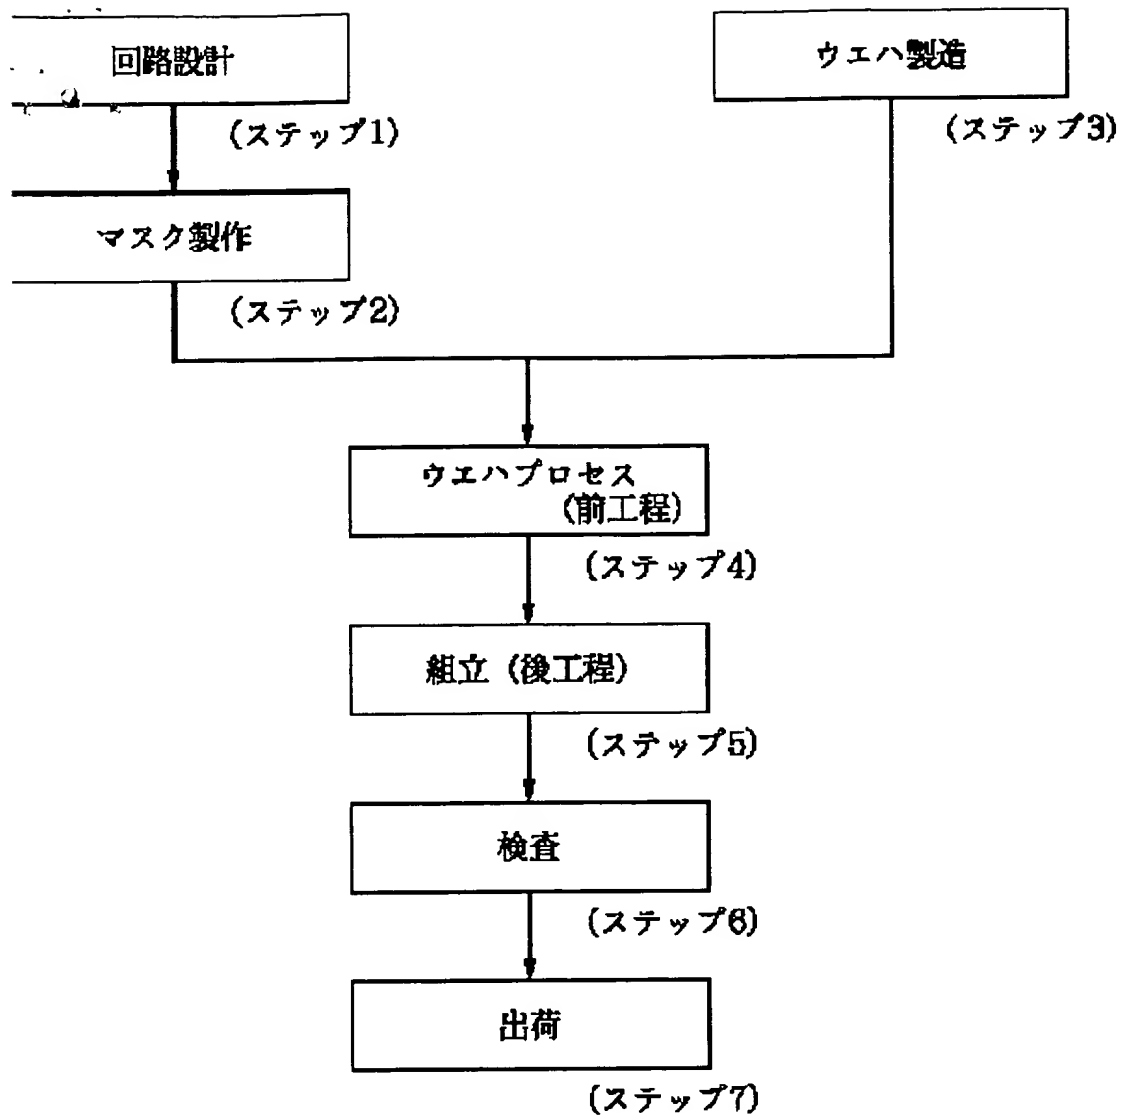 回路設計
(ステップ1)
マスク製作
(ステップ2)
ウエハ製造
(ステップ3)
ウエハプロセス
(前工程)
(ステップ4)
組立(後工程)
(ステップ5)
検査
(ステップ6)
出荷
(ステップ7)